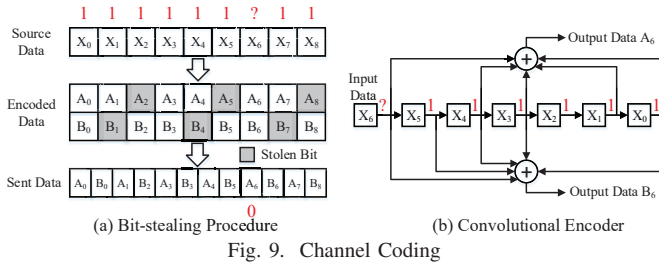 1 1 1 1 1 1 ? 1 1
Source Data X0 X1 X2 X3 X4 X5 X6 X7 X8
Encoded Data A0 A1 A2 A3 A4 A5 A6 A7 A8
B0 B1 B2 B3 B4 B5 B6 B7 B8
Stolen Bit
Sent Data A0 B0 A1 B2 A3 B3 A4 B5 A6 B6 A7 B8
0
(a) Bit-stealing Procedure
Output Data A6
+
Input Data
? 1 1 1 1 1 1
X6 X5 X4 X3 X2 X1 X0
+
Output Data B6
(b) Convolutional Encoder
Fig. 9. Channel Coding